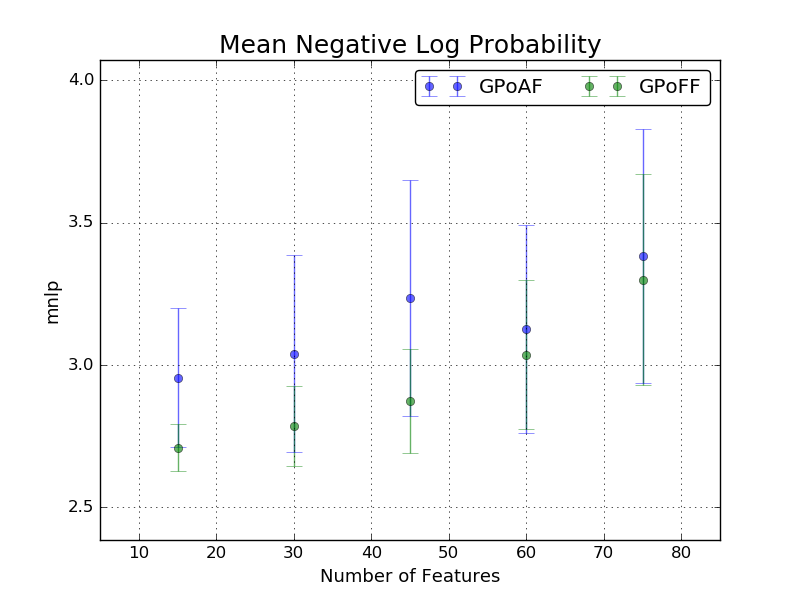 Mean Negative Log Probability
GPoAF GPoFF
4.0
3.5
3.0
2.5
mnlp
10 20 30 40 50 60 70 80
Number of Features